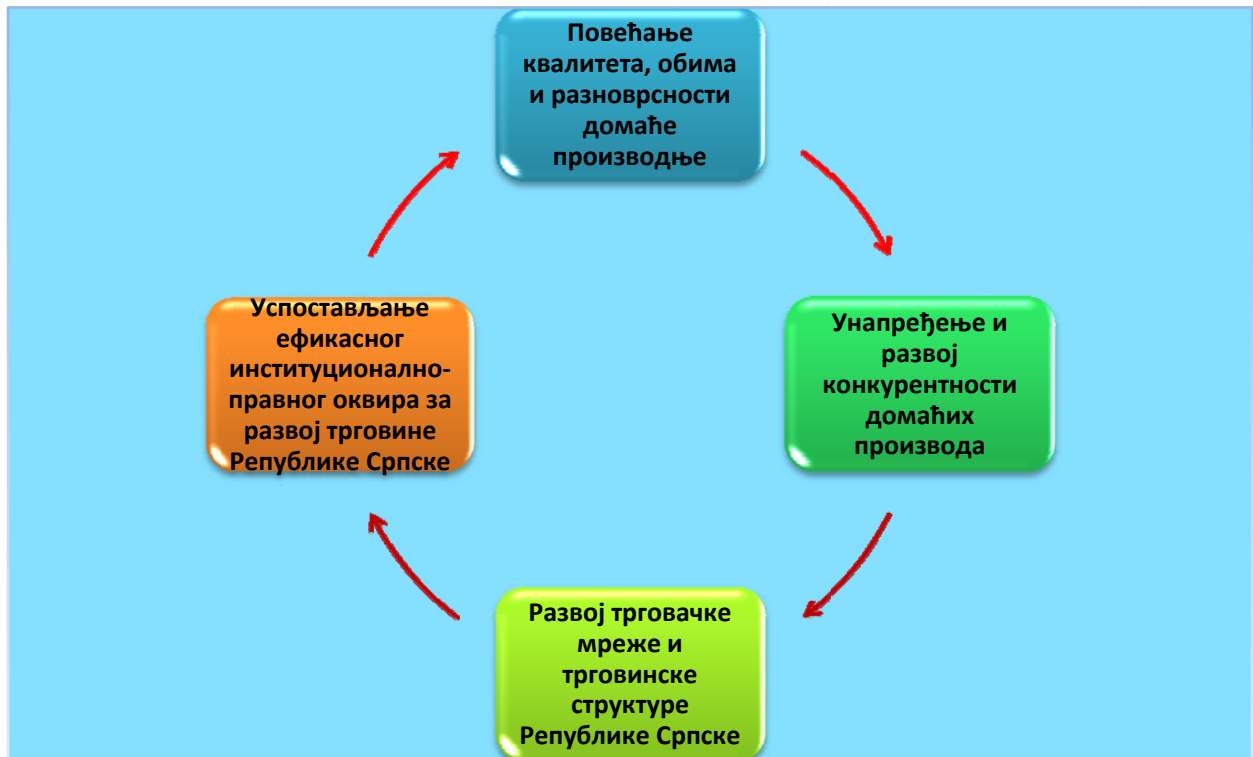 Повећање
квалитета, обима
и разноврсности
домаће
производње
Унапређење и
развој
конкурентности
домаћих
производа
Развој трговачке
мреже и
трговинске
структуре
Републике Српске
Успостављање
ефикасног
институционално-
правног оквира за
развој трговине
Републике Српске